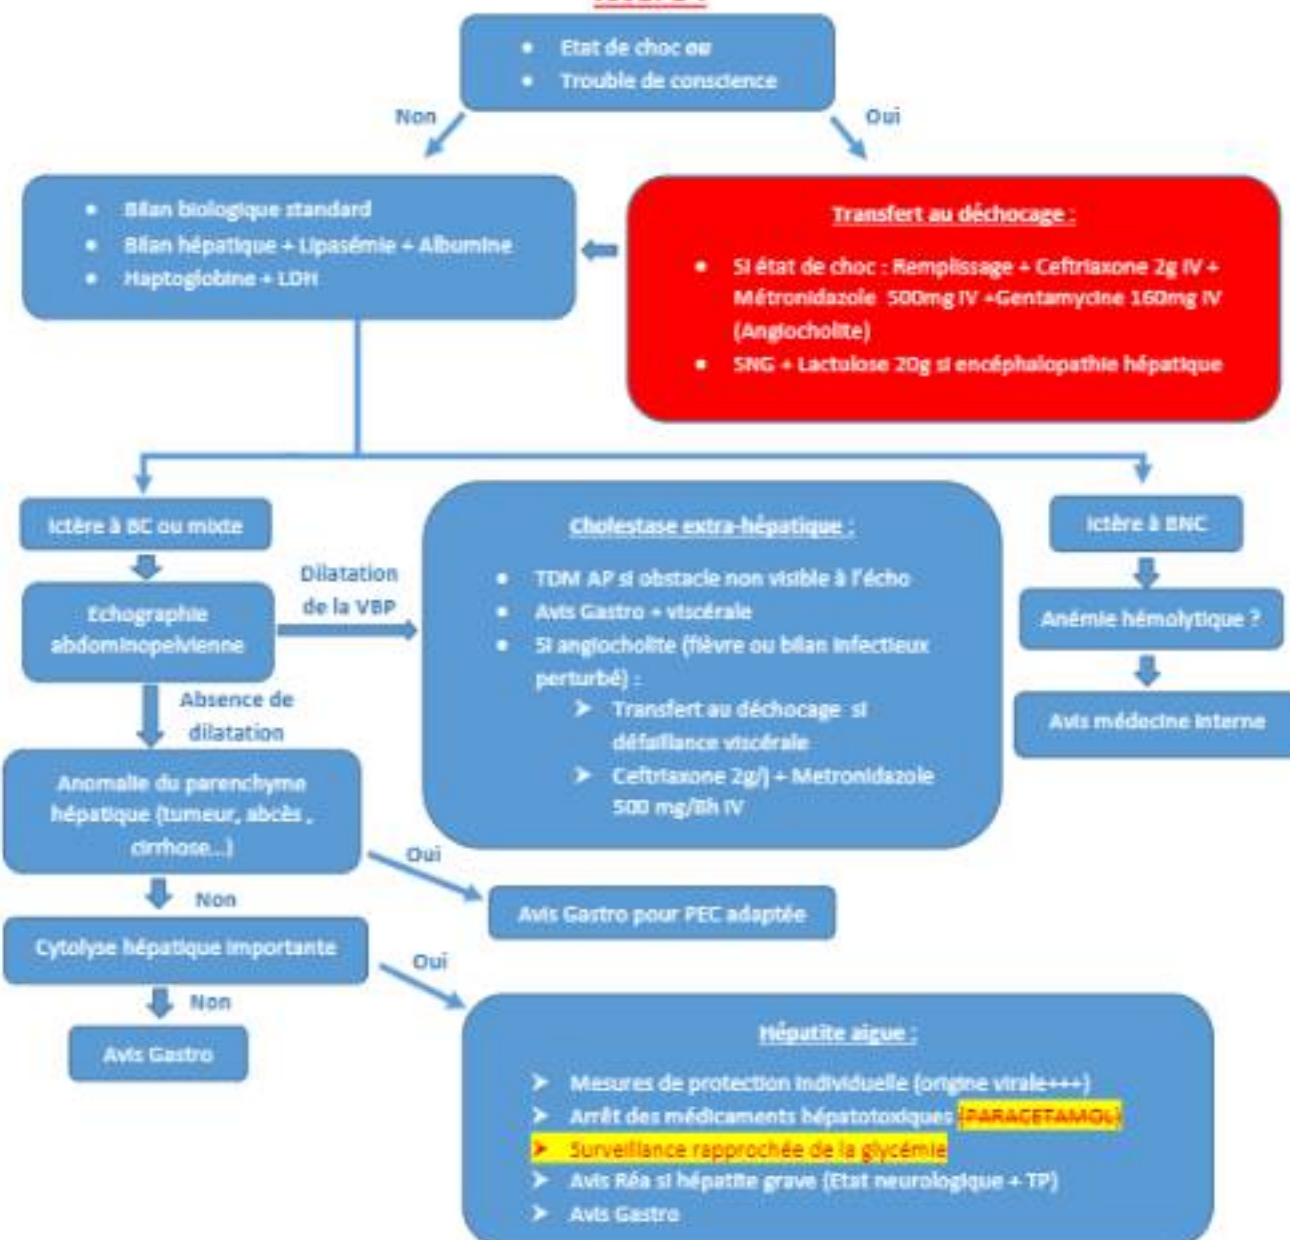 • Etat de choc ou
• Trouble de conscience
Non
Oui
• Bilan biologique standard
• Bilan hépatique + Lipasémie + Albumine
• Haptoglobine + LDH
Transfert au déchocage :
• Si état de choc : Remplissage + Ceftriaxone 2g IV +
Métronidazole 500mg IV +Gentamycine 160mg IV
(Angiocholite)
• SNG + Lactulose 20g si encéphalopathie hépatique
Ictère à BC ou mixte
Dilatation
de la VBP
Echographie
abdominopelvienne
Absence de
dilatation
Cholestase extra-hépatique :
• TDM AP si obstacle non visible à l'écho
• Avis Gastro + viscérale
• Si angiocholite (fièvre ou bilan infectieux
perturbé) :
➤ Transfert au déchocage si
défaillance viscérale
➤ Ceftriaxone 2g/j + Metronidazole
500 mg/8h IV
Ictère à BNC
Anémie hémolytique ?
Avis médecine interne
Anomalie du parenchyme
hépatique (tumeur, abcès ,
cirrhose…)
Oui
Non
Avis Gastro pour PEC adaptée
Cytolyse hépatique importante
Oui
Non
Avis Gastro
Hépatite aigue :
➤ Mesures de protection individuelle (origine virale+++)
➤ Arrêt des médicaments hépatotoxiques (PARACETAMOL)
➤ Surveillance rapprochée de la glycémie
➤ Avis Réa si hépatite grave (Etat neurologique + TP)
➤ Avis Gastro